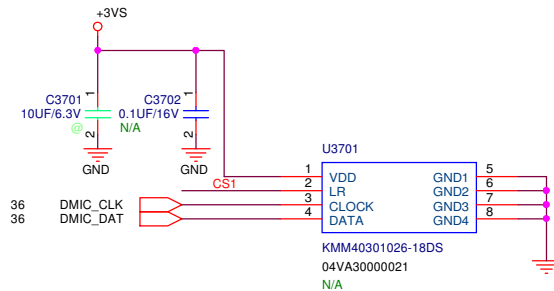 +3VS
C3701 1 C3702 1
10UF/6.3V 0.1UF/16V
@ 2 N/A 2
GND GND
U3701
CS1
1 VDD GND1 5
2 LR GND2 6
36 DMIC_CLK 3 CLOCK GND3 7
36 DMIC_DAT 4 DATA GND4 8
KMM40301026-18DS
04VA30000021
N/A
GND